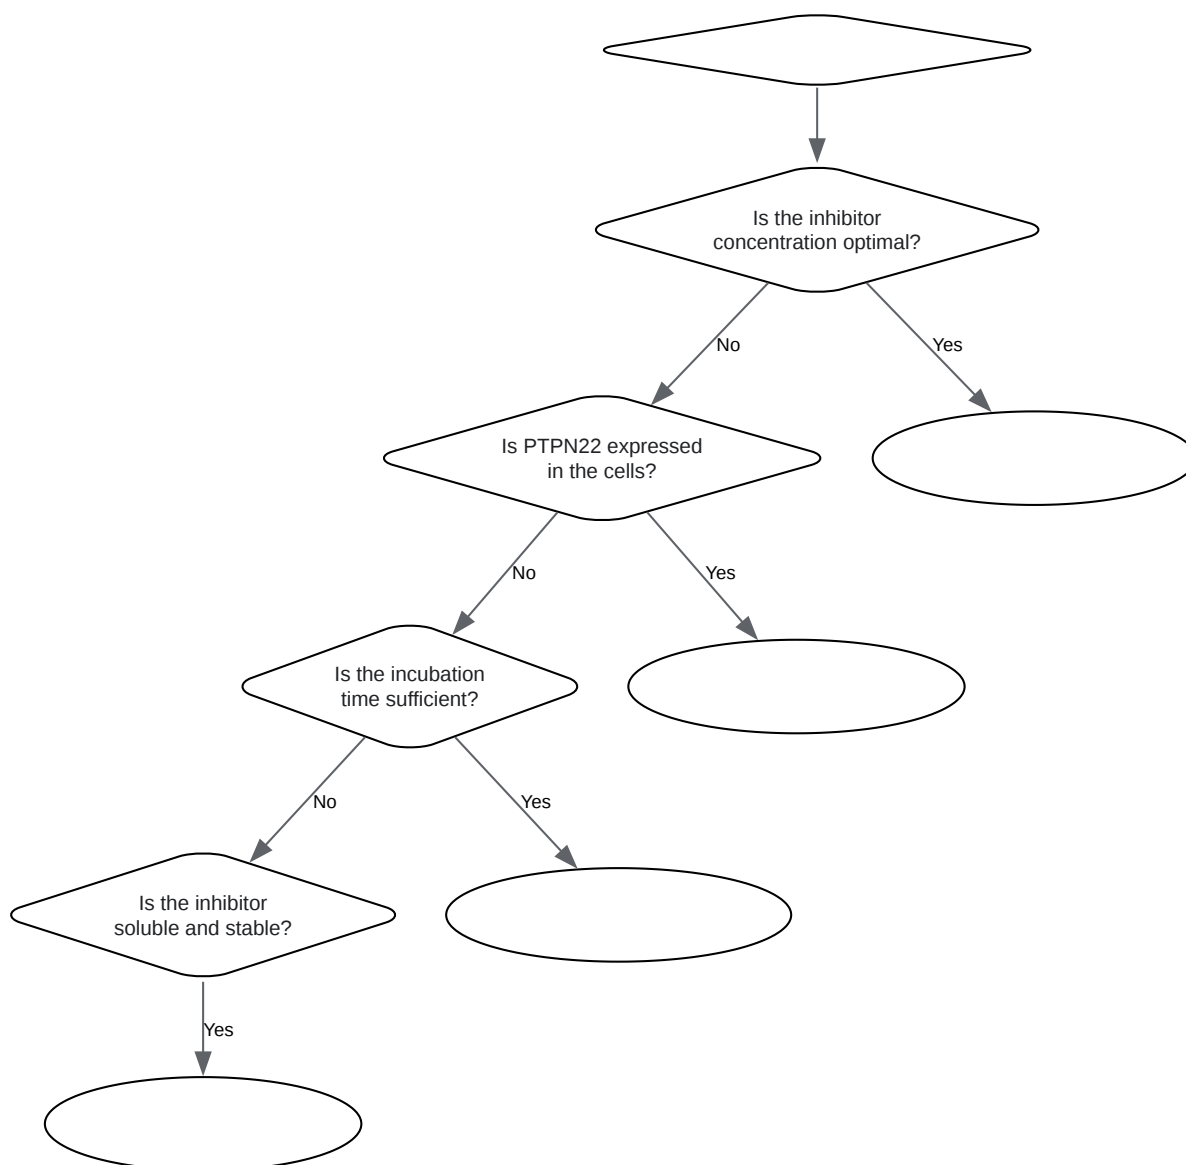 Is the inhibitor
concentration optimal?
No
Yes
Is PTPN22 expressed
in the cells?
No
Yes
Is the incubation
time sufficient?
No
Yes
Is the inhibitor
soluble and stable?
Yes